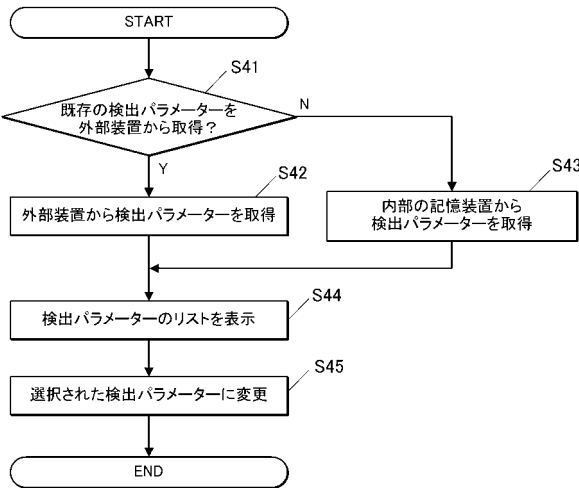 START
S41
既存の検出パラメーターを
外部装置から取得？
N
Y
S42
外部装置から検出パラメーターを取得
S43
内部の記憶装置から
検出パラメーターを取得
S44
検出パラメーターのリストを表示
S45
選択された検出パラメーターに変更
END